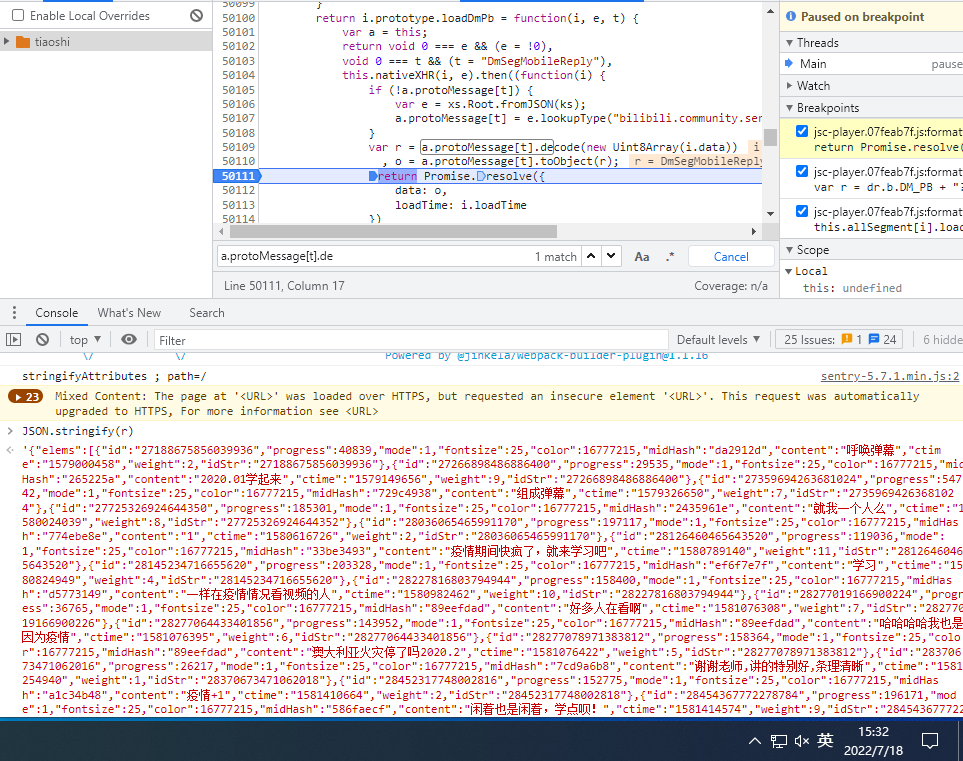 Enable Local Overrides
tiaoshi
50099 }
50100 return i.prototype.loadDmPb = function(i, e, t) {
50101 var a = this;
50102 return void 0 === e && (e = !0),
50103 void 0 === t && (t = "DmSegMobileReply"),
50104 this.nativeXHR(i, e).then((function(i) {
50105 if (!a.protoMessage[t]) {
50106 var e = xs.Root.fromJSON(ks);
50107 a.protoMessage[t] = e.lookupType("bilibili.community.ser
50108 }
50109 var r = a.protoMessage[t].decode(new Uint8Array(i.data)) i
50110 , o = a.protoMessage[t].toObject(r); r = DmSegMobileReply
50111 return Promise.resolve({
50112 data: o,
50113 loadTime: i.loadTime
50114 })
a.protoMessage[t].de 1 match Aa .* Cancel
Line 50111, Column 17 Coverage: n/a
Paused on breakpoint
Threads
Main pause
Watch
Breakpoints
jsc-player.07feab7f.js:format
return Promise.resolve(
jsc-player.07feab7f.js:format
var r = dr.b.DM_PB + "?
jsc-player.07feab7f.js:format
this.allSegment[i].load
Scope
Local
this: undefined
Console What's New Search
top Filter Default levels 25 Issues: 1 24 6 hidde
\/ \/ Powered by @jinkela/webpack-builder-plugin@1.1.16
stringifyAttributes ; path=/ sentry-5.7.1.min.js:2
23 Mixed Content: The page at '<URL>' was loaded over HTTPS, but requested an insecure element '<URL>'. This request was automatically
upgraded to HTTPS, For more information see <URL>
> JSON.stringify(r)
'{"elems":[{"id":"27188675856039936","progress":40839,"mode":1,"fontsize":25,"color":16777215,"midHash":"da2912d","content":"呼唤弹幕","ctim
e":"1579000458","weight":2,"idStr":"27188675856039936"},{"id":"27266898486886400","progress":29535,"mode":1,"fontsize":25,"color":16777215,"mid
Hash":"265225a","content":"2020.01学起来","ctime":"1579149656","weight":9,"idStr":"27266898486886400"},{"id":"27359694263681024","progress":547
42,"mode":1,"fontsize":25,"color":16777215,"midHash":"729c4938","content":"组成弹幕","ctime":"1579326650","weight":7,"idStr":"2735969426368102
4"},{"id":"27725326924644350","progress":185301,"mode":1,"fontsize":25,"color":16777215,"midHash":"2435961e","content":"就我一个人么","ctime":"1
580024039","weight":8,"idStr":"27725326924644352"},{"id":"28036065465991170","progress":197117,"mode":1,"fontsize":25,"color":16777215,"midHas
h":"774ebe8e","content":"1","ctime":"1580616726","weight":2,"idStr":"28036065465991170"},{"id":"28126460465643520","progress":119036,"mode":
1,"fontsize":25,"color":16777215,"midHash":"33be3493","content":"疫情期间快疯了，就来学习吧","ctime":"1580789140","weight":11,"idStr":"2812646046
5643520"},{"id":"28145234716655620","progress":203328,"mode":1,"fontsize":25,"color":16777215,"midHash":"ef6f7e7f","content":"学习","ctime":"15
80824949","weight":4,"idStr":"28145234716655620"},{"id":"28227816803794944","progress":158400,"mode":1,"fontsize":25,"color":16777215,"midHash
":"d5773149","content":"一样在疫情情况看视频的人","ctime":"1580982462","weight":10,"idStr":"28227816803794944"},{"id":"28277019166900224","progres
s":36765,"mode":1,"fontsize":25,"color":16777215,"midHash":"89eefdad","content":"好多人在看啊","ctime":"1581076308","weight":7,"idStr":"282770
19166900226"},{"id":"28277064433401856","progress":143952,"mode":1,"fontsize":25,"color":16777215,"midHash":"89eefdad","content":"哈哈哈哈我也是
因为疫情","ctime":"1581076395","weight":6,"idStr":"28277064433401856"},{"id":"28277078971383812","progress":158364,"mode":1,"fontsize":25,"col
or":16777215,"midHash":"89eefdad","content":"澳大利亚火灾停了吗2020.2","ctime":"1581076422","weight":5,"idStr":"28277078971383812"},{"id":"283706
73471062016","progress":26217,"mode":1,"fontsize":25,"color":16777215,"midHash":"7cd9a6b8","content":"谢谢老师,讲的特别好,条理清晰","ctime":"1581
254940","weight":1,"idStr":"28370673471062018"},{"id":"28452317748002816","progress":152775,"mode":1,"fontsize":25,"color":16777215,"midHas
h":"a1c34b48","content":"疫情+1","ctime":"1581410664","weight":2,"idStr":"28452317748002818"},{"id":"28454367772278784","progress":196171,"mod
e":1,"fontsize":25,"color":16777215,"midHash":"586faecf","content":"闲着也是闲着，学点呗！","ctime":"1581414574","weight":9,"idStr":"28454367722
英 15:32
2022/7/18